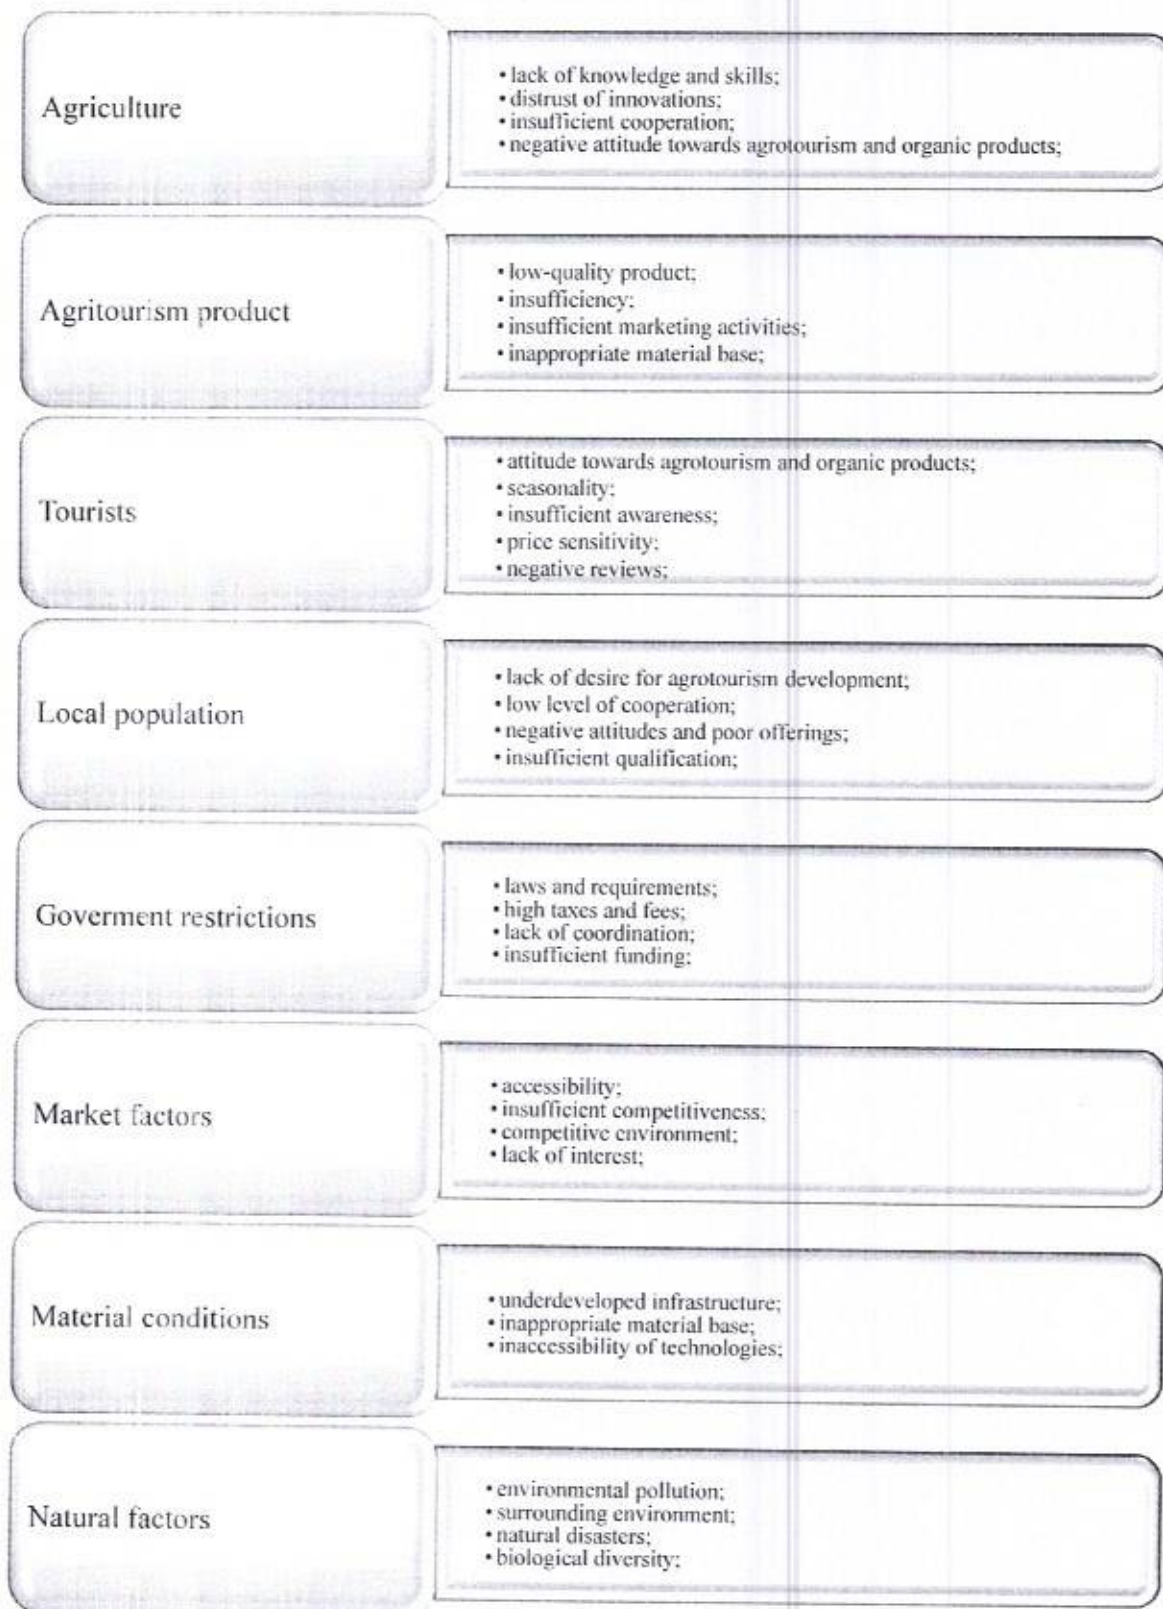 Agriculture
• lack of knowledge and skills;
• distrust of innovations;
• insufficient cooperation;
• negative attitude towards agrotourism and organic products;
Agritourism product
• low-quality product;
• insufficiency;
• insufficient marketing activities;
• inappropriate material base;
Tourists
• attitude towards agrotourism and organic products;
• seasonality;
• insufficient awareness;
• price sensitivity;
• negative reviews;
Local population
• lack of desire for agrotourism development;
• low level of cooperation;
• negative attitudes and poor offerings;
• insufficient qualification;
Goverment restrictions
• laws and requirements;
• high taxes and fees;
• lack of coordination;
• insufficient funding;
Market factors
• accessibility;
• insufficient competitiveness;
• competitive environment;
• lack of interest;
Material conditions
• underdeveloped infrastructure;
• inappropriate material base;
• inaccessibility of technologies;
Natural factors
• environmental pollution;
• surrounding environment;
• natural disasters;
• biological diversity;